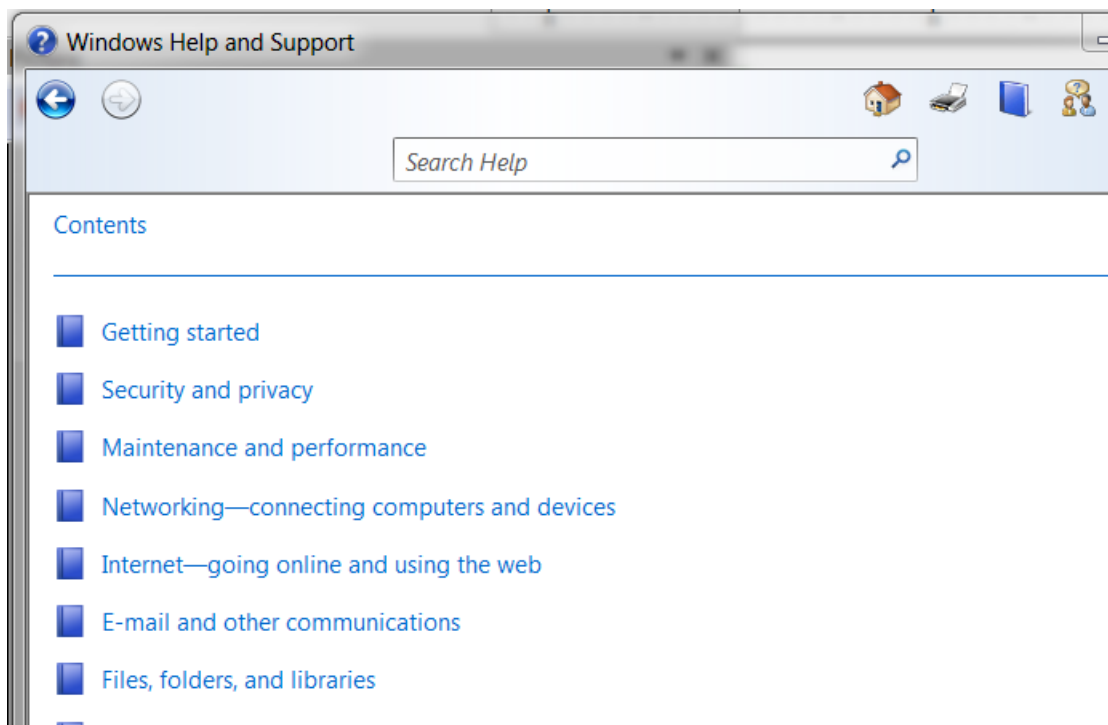 Windows Help and Support
Search Help
Contents
Getting started
Security and privacy
Maintenance and performance
Networking—connecting computers and devices
Internet—going online and using the web
E-mail and other communications
Files, folders, and libraries